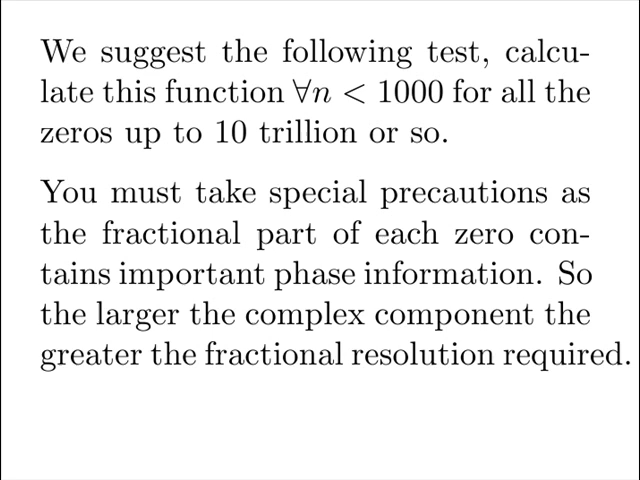 We suggest the following test, calcu-
late this function ∀n < 1000 for all the
zeros up to 10 trillion or so.
You must take special precautions as
the fractional part of each zero con-
tains important phase information. So
the larger the complex component the
greater the fractional resolution required.